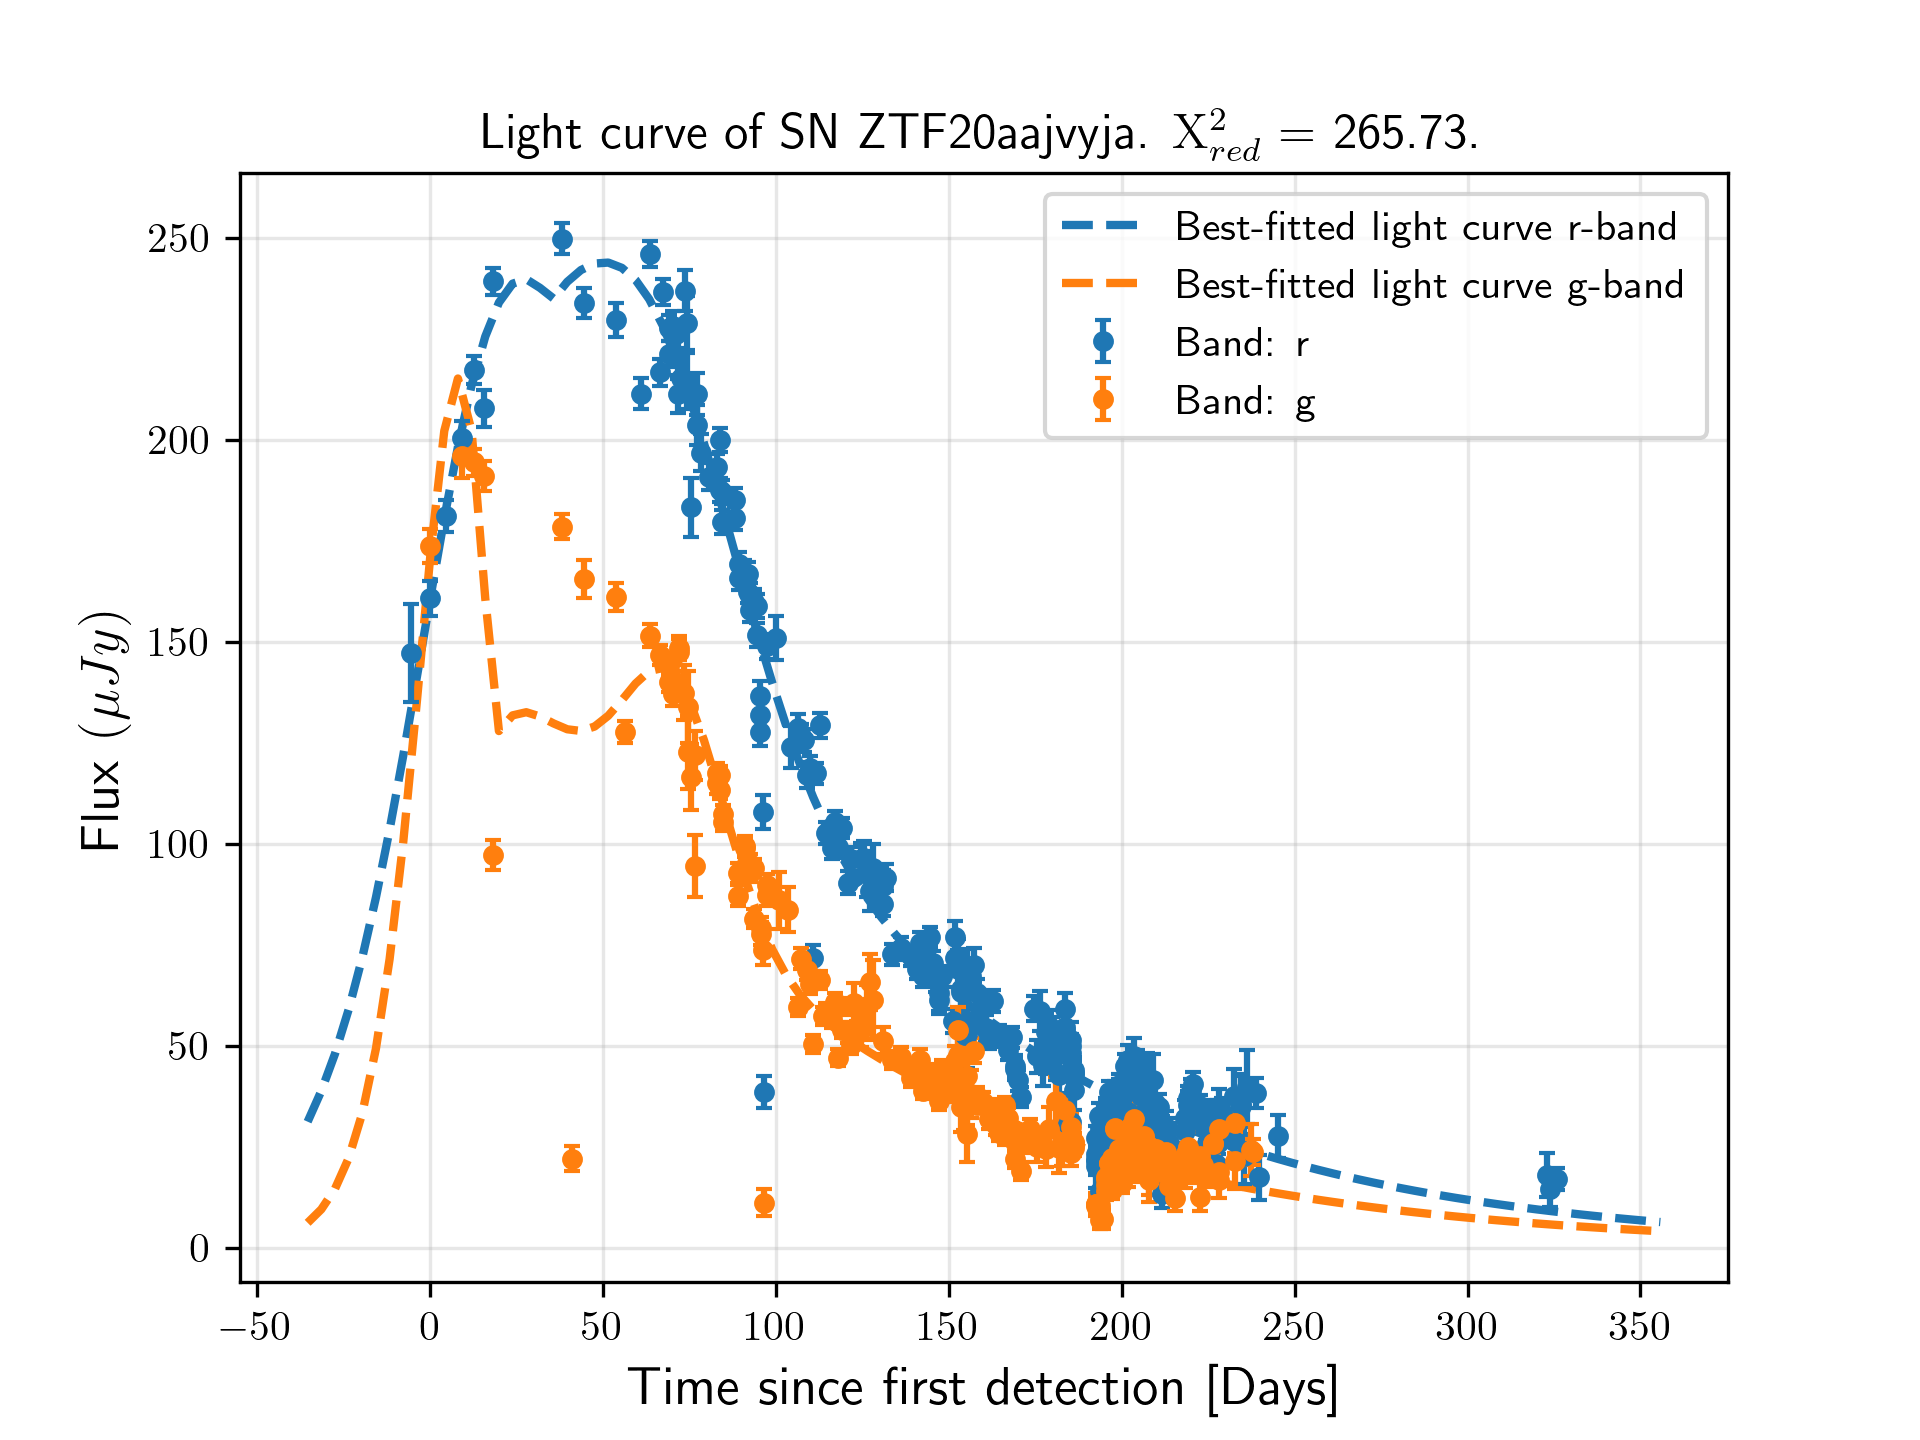 Light curve of SN ZTF20aajvyja. X²red = 265.73.
Best-fitted light curve r-band
Best-fitted light curve g-band
Band: r
Band: g
Flux (μJy)
250
200
150
100
50
0
−50 0 50 100 150 200 250 300 350
Time since first detection [Days]